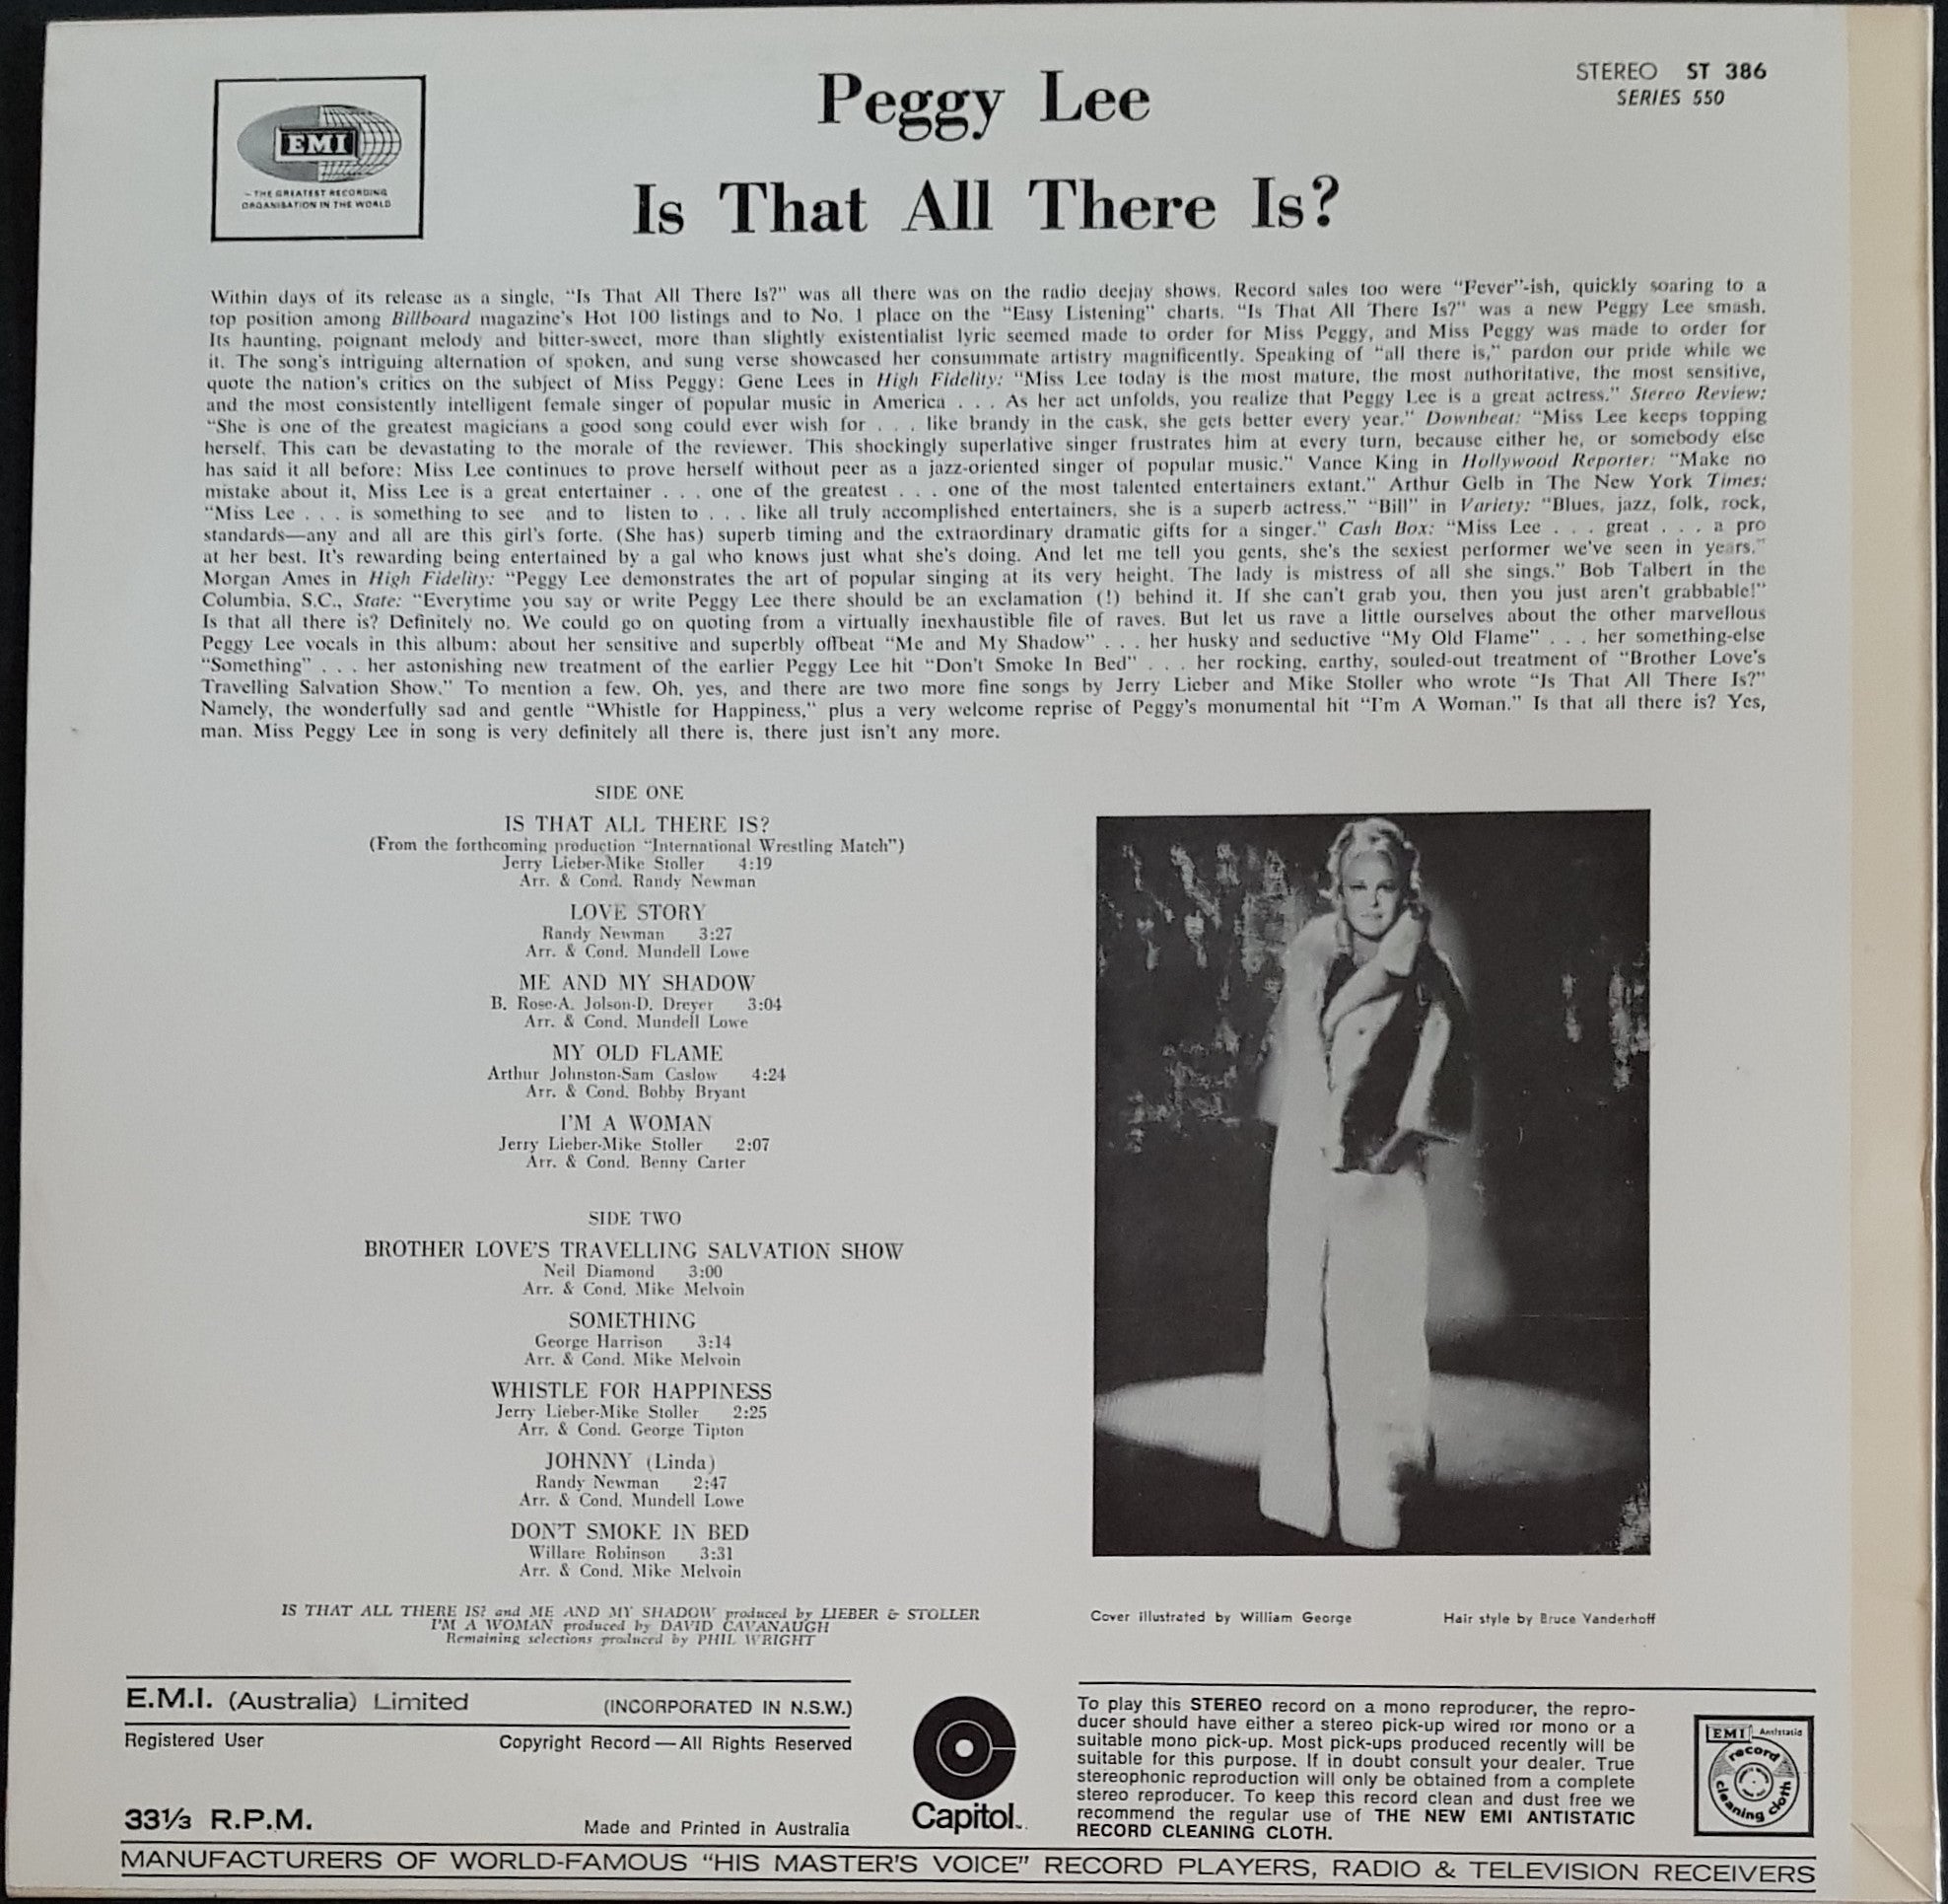 EMI
- THE GREATEST RECORDING
ORGANISATION IN THE WORLD
Peggy Lee
Is That All There Is?
STEREO ST 386
SERIES 550
Within days of its release as a single, “Is That All There Is?” was all there was on the radio deejay shows. Record sales too were “Fever”-ish, quickly soaring to a
top position among Billboard magazine's Hot 100 listings and to No. 1 place on the “Easy Listening” charts. “Is That All There Is?” was a new Peggy Lee smash.
Its haunting, poignant melody and bitter-sweet, more than slightly existentialist lyric seemed made to order for Miss Peggy, and Miss Peggy was made to order for
it. The song's intriguing alternation of spoken, and sung verse showcased her consummate artistry magnificently. Speaking of “all there is,” pardon our pride while we
quote the nation's critics on the subject of Miss Peggy: Gene Lees in High Fidelity: “Miss Lee today is the most mature, the most authoritative, the most sensitive,
and the most consistently intelligent female singer of popular music in America . . . As her act unfolds, you realize that Peggy Lee is a great actress.” Stereo Review:
“She is one of the greatest magicians a good song could ever wish for . . . like brandy in the cask, she gets better every year.” Downbeat: “Miss Lee keeps topping
herself. This can be devastating to the morale of the reviewer. This shockingly superlative singer frustrates him at every turn, because either he, or somebody else
has said it all before: Miss Lee continues to prove herself without peer as a jazz-oriented singer of popular music.” Vance King in Hollywood Reporter: “Make no
mistake about it, Miss Lee is a great entertainer . . . one of the greatest . . . one of the most talented entertainers extant.” Arthur Gelb in The New York Times:
“Miss Lee . . . is something to see and to listen to . . . like all truly accomplished entertainers, she is a superb actress.” “Bill” in Variety: “Blues, jazz, folk, rock,
standards—any and all are this girl's forte. (She has) superb timing and the extraordinary dramatic gifts for a singer.” Cash Box: “Miss Lee . . . great . . . a pro
at her best. It's rewarding being entertained by a gal who knows just what she's doing. And let me tell you gents, she's the sexiest performer we've seen in years.”
Morgan Ames in High Fidelity: “Peggy Lee demonstrates the art of popular singing at its very height. The lady is mistress of all she sings.” Bob Talbert in the
Columbia, S.C., State: “Everytime you say or write Peggy Lee there should be an exclamation (!) behind it. If she can't grab you, then you just aren't grabbable!”
Is that all there is? Definitely no. We could go on quoting from a virtually inexhaustible file of raves. But let us rave a little ourselves about the other marvellous
Peggy Lee vocals in this album: about her sensitive and superbly offbeat “Me and My Shadow” . . . her husky and seductive “My Old Flame” . . . her something-else
“Something” . . . her astonishing new treatment of the earlier Peggy Lee hit “Don't Smoke In Bed” . . . her rocking, earthy, souled-out treatment of “Brother Love's
Travelling Salvation Show.” To mention a few. Oh, yes, and there are two more fine songs by Jerry Lieber and Mike Stoller who wrote “Is That All There Is?”
Namely, the wonderfully sad and gentle “Whistle for Happiness,” plus a very welcome reprise of Peggy's monumental hit “I'm A Woman.” Is that all there is? Yes,
man. Miss Peggy Lee in song is very definitely all there is, there just isn't any more.
SIDE ONE
IS THAT ALL THERE IS?
(From the forthcoming production “International Wrestling Match”)
Jerry Lieber-Mike Stoller 4:19
Arr. & Cond. Randy Newman
LOVE STORY
Randy Newman 3:27
Arr. & Cond. Mundell Lowe
ME AND MY SHADOW
B. Rose-A. Jolson-D. Dreyer 3:04
Arr. & Cond. Mundell Lowe
MY OLD FLAME
Arthur Johnston-Sam Caslow 4:24
Arr. & Cond. Bobby Bryant
I'M A WOMAN
Jerry Lieber-Mike Stoller 2:07
Arr. & Cond. Benny Carter
SIDE TWO
BROTHER LOVE'S TRAVELLING SALVATION SHOW
Neil Diamond 3:00
Arr. & Cond. Mike Melvoin
SOMETHING
George Harrison 3:14
Arr. & Cond. Mike Melvoin
WHISTLE FOR HAPPINESS
Jerry Lieber-Mike Stoller 2:25
Arr. & Cond. George Tipton
JOHNNY (Linda)
Randy Newman 2:47
Arr. & Cond. Mundell Lowe
DON'T SMOKE IN BED
Willare Robinson 3:31
Arr. & Cond. Mike Melvoin
IS THAT ALL THERE IS? and ME AND MY SHADOW produced by LIEBER & STOLLER
I'M A WOMAN produced by DAVID CAVANAUGH
Remaining selections produced by PHIL WRIGHT
Cover illustrated by William George
Hair style by Bruce Vanderhoff
E.M.I. (Australia) Limited (INCORPORATED IN N.S.W.)
Registered User Copyright Record — All Rights Reserved
33⅓ R.P.M. Made and Printed in Australia
Capitol
To play this STEREO record on a mono reproducer, the repro-
ducer should have either a stereo pick-up wired for mono or a
suitable mono pick-up. Most pick-ups produced recently will be
suitable for this purpose. If in doubt consult your dealer. True
stereophonic reproduction will only be obtained from a complete
stereo reproducer. To keep this record clean and dust free we
recommend the regular use of THE NEW EMI ANTISTATIC
RECORD CLEANING CLOTH.
EMI Antistatic
record
cleaning cloth
MANUFACTURERS OF WORLD-FAMOUS “HIS MASTER'S VOICE” RECORD PLAYERS, RADIO & TELEVISION RECEIVERS